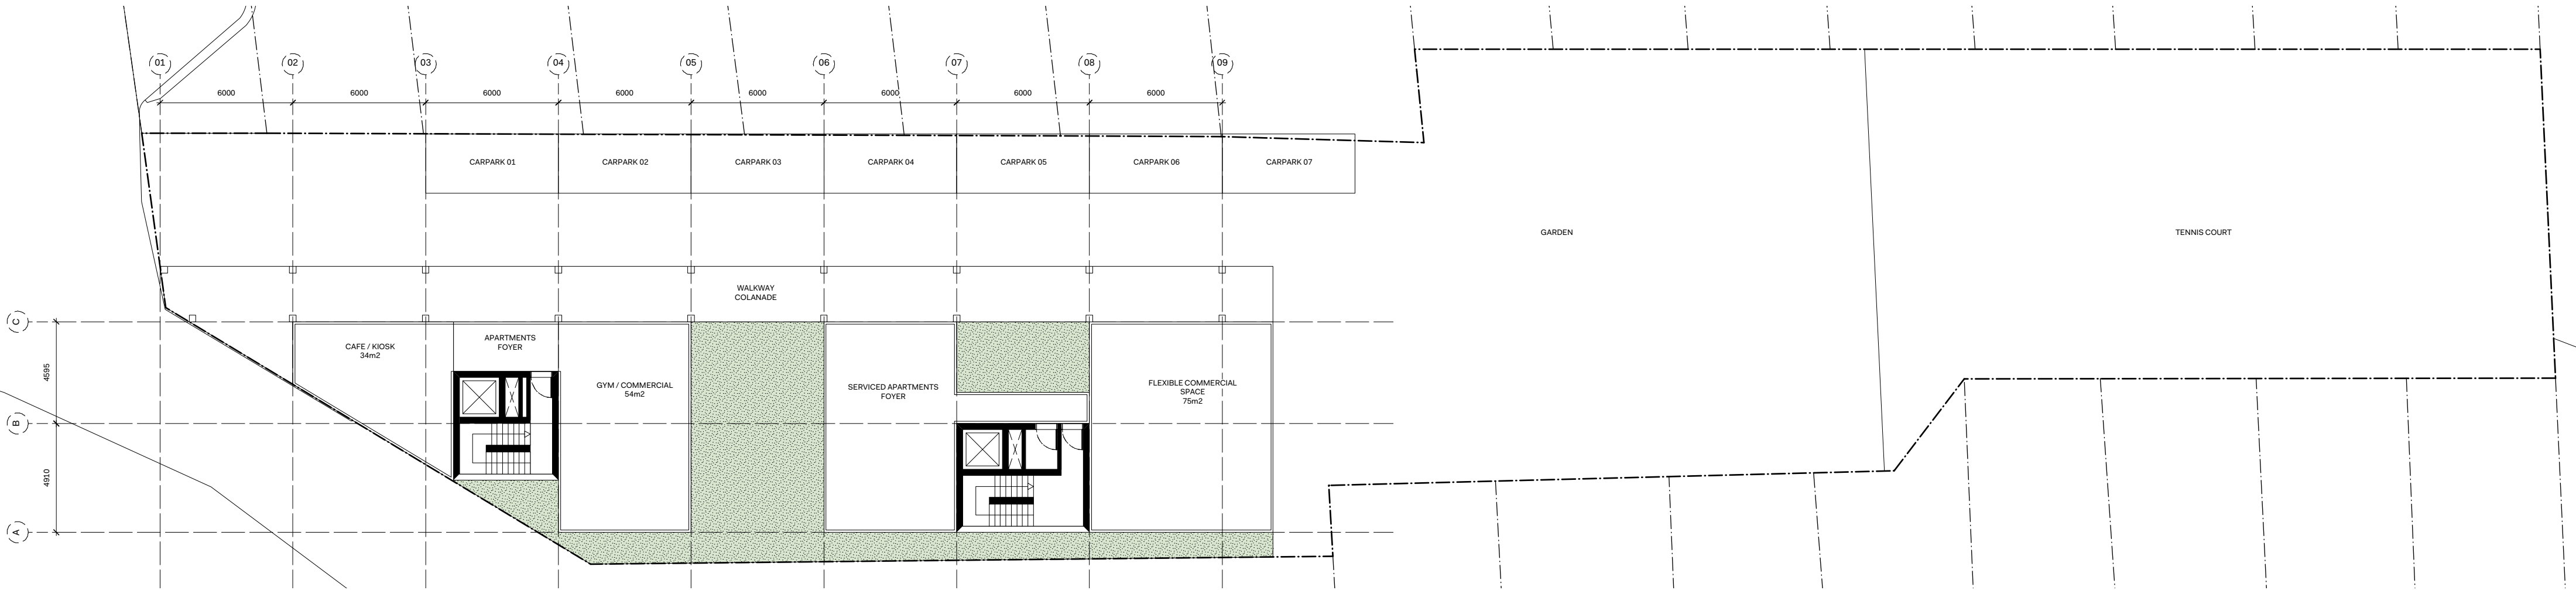 01 02 03 04 05 06 07 08 09
6000 6000 6000 6000 6000 6000 6000 6000
CARPARK 01 CARPARK 02 CARPARK 03 CARPARK 04 CARPARK 05 CARPARK 06 CARPARK 07
GARDEN TENNIS COURT
WALKWAY
COLANADE
C
APARTMENTS
FOYER
CAFE / KIOSK
34m2
4595
GYM / COMMERCIAL
54m2
SERVICED APARTMENTS
FOYER
FLEXIBLE COMMERCIAL
SPACE
75m2
B
4910
A